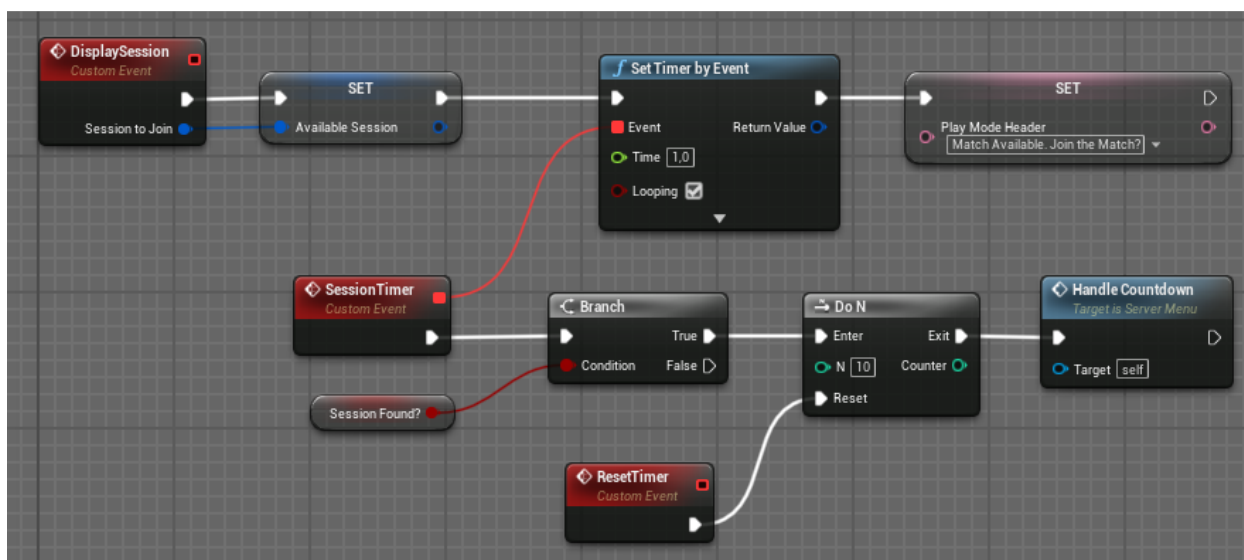 DisplaySession
Custom Event
Session to Join
SET
Available Session
f Set Timer by Event
Event
Return Value
Time 1,0
Looping
SET
Play Mode Header
Match Available. Join the Match?
SessionTimer
Custom Event
Session Found?
Branch
True
Condition
False
Do N
Enter
Exit
N 10
Counter
Reset
Handle Countdown
Target is Server Menu
Target self
ResetTimer
Custom Event